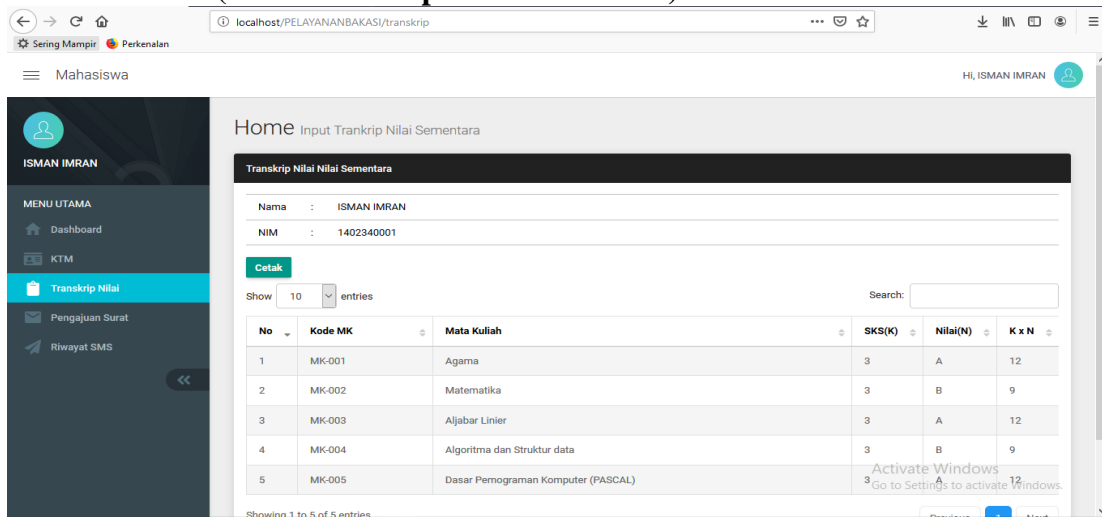 localhost/PELAYANANBAKASI/transkrip
Sering Mampir Perkenalan
Mahasiswa
Hi, ISMAN IMRAN
ISMAN IMRAN
MENU UTAMA
Dashboard
KTM
Transkrip Nilai
Pengajuan Surat
Riwayat SMS
Home Input Trankrip Nilai Sementara
Transkrip Nilai Nilai Sementara
Nama : ISMAN IMRAN
NIM : 1402340001
Cetak
Show 10 entries Search:
No Kode MK Mata Kuliah SKS(K) Nilai(N) K x N
1 MK-001 Agama 3 A 12
2 MK-002 Matematika 3 B 9
3 MK-003 Aljabar Linier 3 A 12
4 MK-004 Algoritma dan Struktur data 3 B 9
5 MK-005 Dasar Pemograman Komputer (PASCAL) 3 A 12
Activate Windows
Go to Settings to activate Windows.
Showing 1 to 5 of 5 entries Previous 1 Next